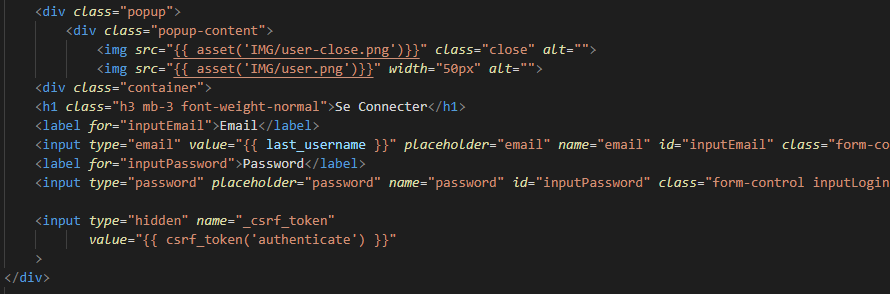 <div class="popup">
<div class="popup-content">
<img src="{{ asset('IMG/user-close.png')}}" class="close" alt="">
<img src="{{ asset('IMG/user.png')}}" width="50px" alt="">
<div class="container">
<h1 class="h3 mb-3 font-weight-normal">Se Connecter</h1>
<label for="inputEmail">Email</label>
<input type="email" value="{{ last_username }}" placeholder="email" name="email" id="inputEmail" class="form-co
<label for="inputPassword">Password</label>
<input type="password" placeholder="password" name="password" id="inputPassword" class="form-control inputLogin
<input type="hidden" name="_csrf_token"
value="{{ csrf_token('authenticate') }}"
>
</div>